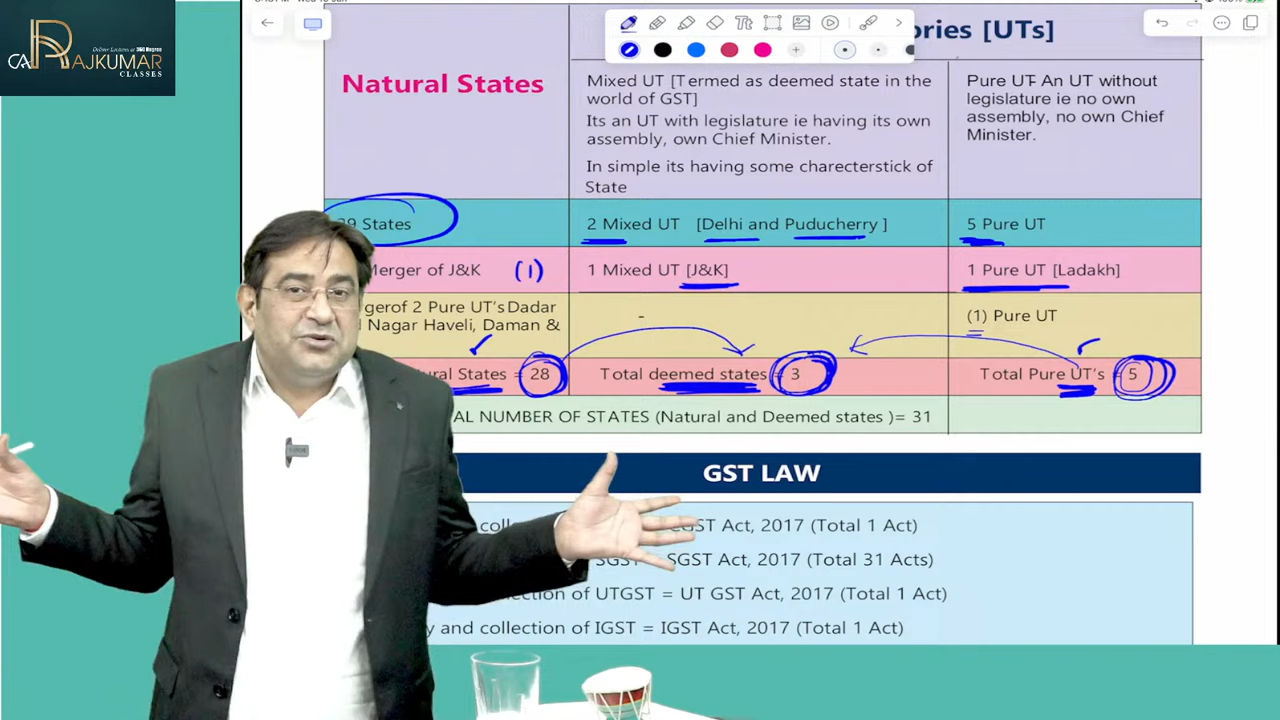 Deliver Lectures at 360 Degree
CA RAJKUMAR
CLASSES
ories [UTs]
Natural States
Mixed UT [Termed as deemed state in the
world of GST]
Its an UT with legislature ie having its own
assembly, own Chief Minister.
In simple its having some charecterstick of
State
Pure UT- An UT without
legislature ie no own
assembly, no own Chief
Minister.
29 States
2 Mixed UT [Delhi and Puducherry ]
5 Pure UT
Merger of J&K (1)
1 Mixed UT [J&K]
1 Pure UT [Ladakh]
gerof 2 Pure UT'sDadar
Nagar Haveli, Daman &
-
(1) Pure UT
ural States = 28
Total deemed states = 3
Total Pure UT's = 5
AL NUMBER OF STATES (Natural and Deemed states )= 31
GST LAW
CGST Act, 2017 (Total 1 Act)
SGST = SGST Act, 2017 (Total 31 Acts)
ection of UTGST = UT GST Act, 2017 (Total 1 Act)
y and collection of IGST = IGST Act, 2017 (Total 1 Act)